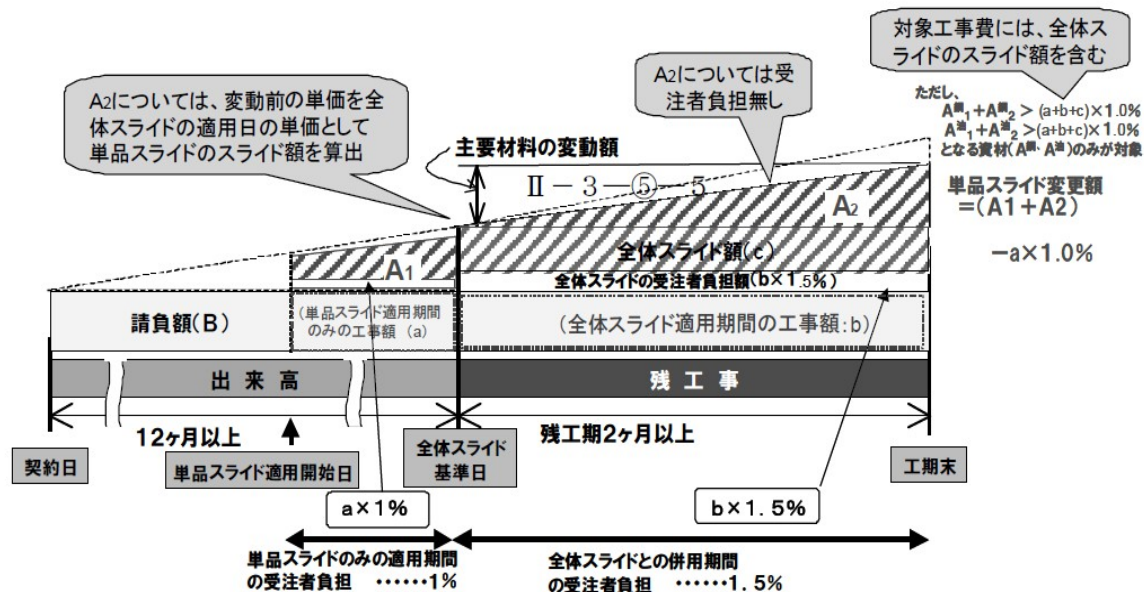 対象工事費には、全体ス
ライドのスライド額を含む
A2については受
注者負担無し
A2については、変動前の単価を全
体スライドの適用日の単価として
単品スライドのスライド額を算出
ただし、
A鋼₁+A鋼₂>(a+b+c)×1.0%
A油₁+A油₂>(a+b+c)×1.0%
となる資材(A鋼、A油)のみが対象
主要材料の変動額
Ⅱ-3-⑤-5
単品スライド変更額
=(A1+A2)
-a×1.0%
A₂
A₁
全体スライド額(c)
全体スライドの受注者負担額(b×1.5%)
請負額(B)
(単品スライド適用期間
のみの工事額 (a)
(全体スライド適用期間の工事額:b)
出来高
残工事
12ヶ月以上
残工期2ヶ月以上
契約日
単品スライド適用開始日
全体スライド
基準日
工期末
a×1%
b×1.5%
単品スライドのみの適用期間
の受注者負担 ……1%
全体スライドとの併用期間
の受注者負担 ……1.5%